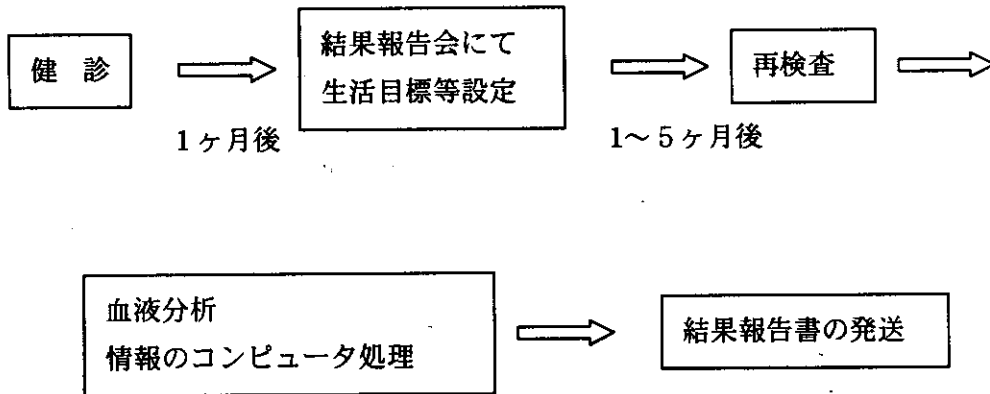 健　診
結果報告会にて
生活目標等設定
再検査
1ヶ月後
1～5ヶ月後
血液分析
情報のコンピュータ処理
結果報告書の発送